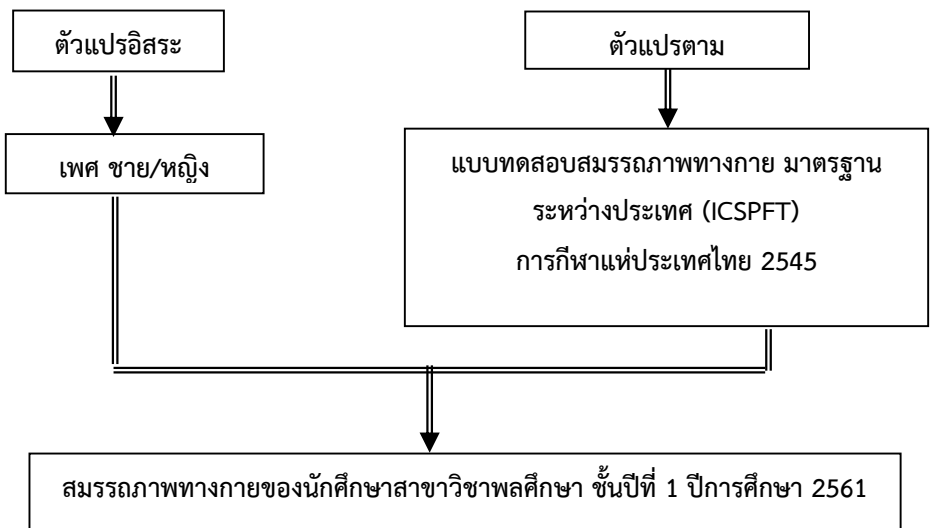 ตัวแปรอิสระ
ตัวแปรตาม
เพศ ชาย/หญิง
แบบทดสอบสมรรถภาพทางกาย มาตรฐาน
ระหว่างประเทศ (ICSPFT)
การกีฬาแห่ประเทศไทย 2545
สมรรถภาพทางกายของนักศึกษาสาขาวิชาพลศึกษา ชั้นปีที่ 1 ปีการศึกษา 2561